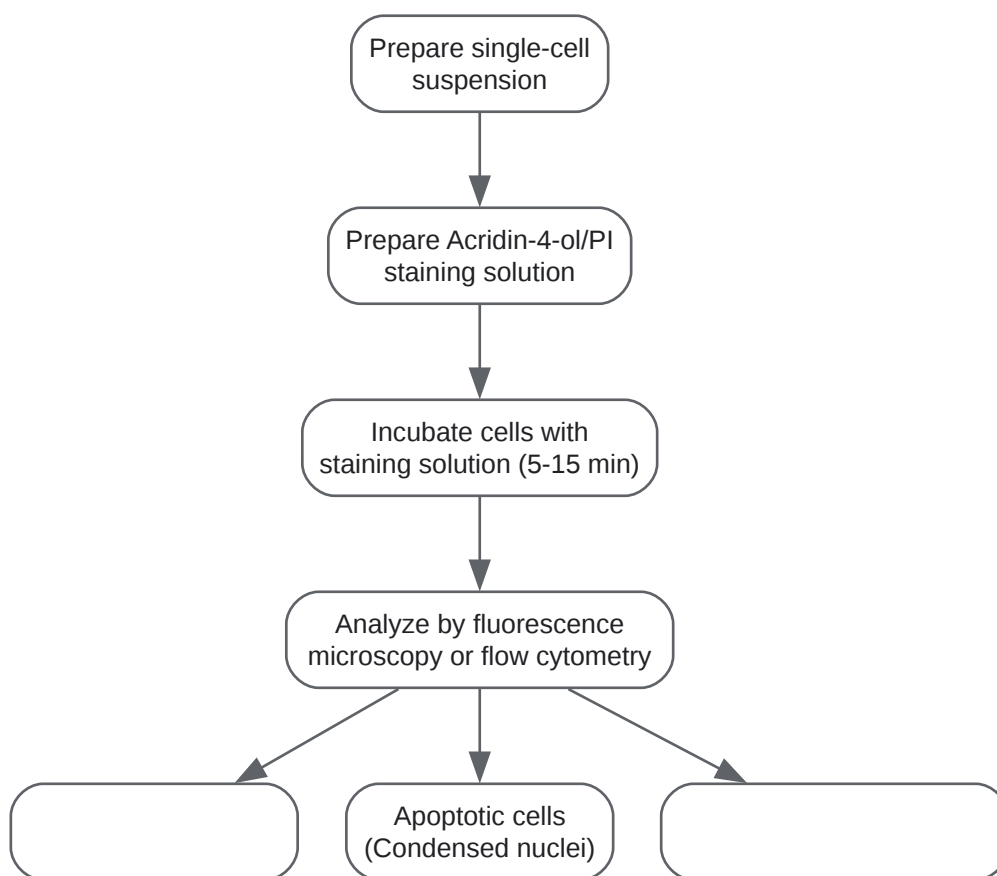 Prepare single-cell
suspension
Prepare Acridin-4-ol/PI
staining solution
Incubate cells with
staining solution (5-15 min)
Analyze by fluorescence
microscopy or flow cytometry
Apoptotic cells
(Condensed nuclei)